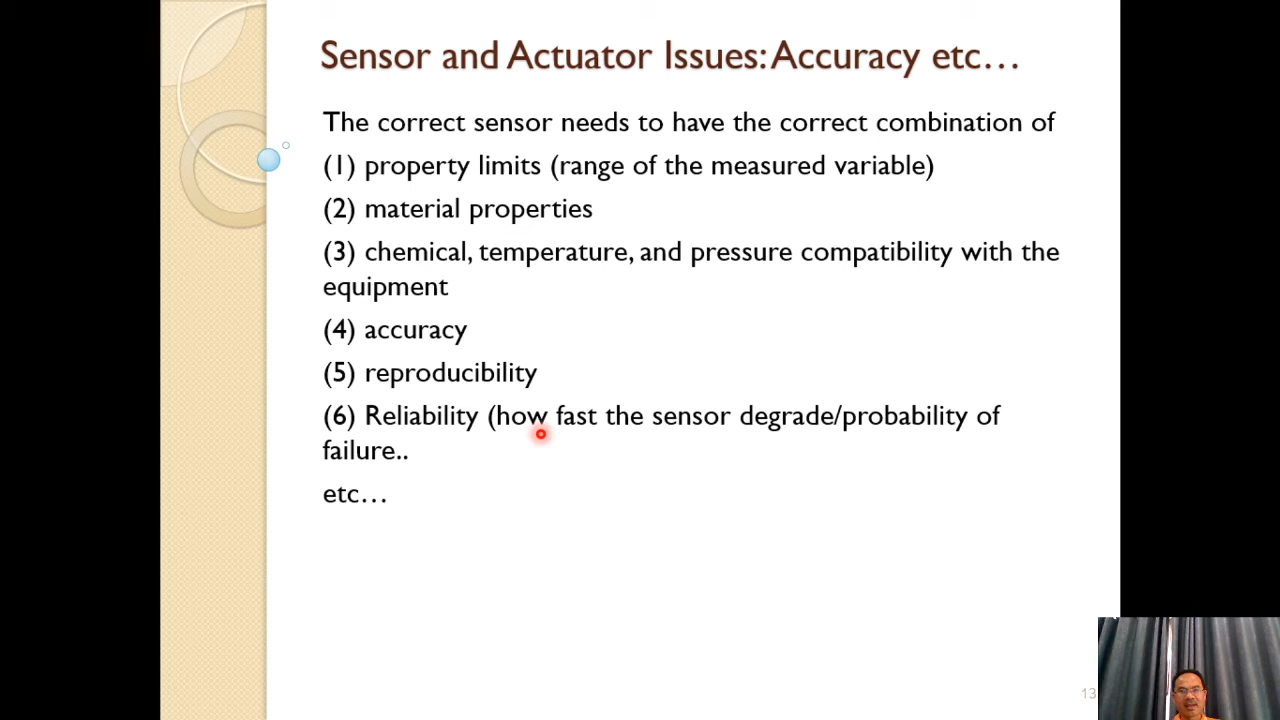 Sensor and Actuator Issues: Accuracy etc…
The correct sensor needs to have the correct combination of
(1) property limits (range of the measured variable)
(2) material properties
(3) chemical, temperature, and pressure compatibility with the
equipment
(4) accuracy
(5) reproducibility
(6) Reliability (how fast the sensor degrade/probability of
failure..
etc…
13